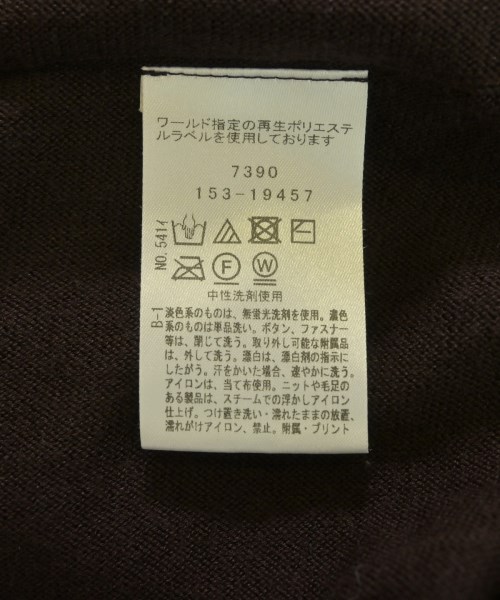 ワールド指定の再生ポリエステ
ルラベルを使用しております
7390
153-19457
NO.541イ
F
W
中性洗剤使用
B-1
淡色系のものは、無蛍光洗剤を使用。濃色
系のものは単品洗い。ボタン、ファスナー
等は、閉じて洗う。取り外し可能な附属品
は、外して洗う。漂白は、漂白剤の指示に
したがう。汗をかいた場合、速やかに洗う。
アイロンは、当て布使用。ニットや毛足の
ある製品は、スチームでの浮かしアイロン
仕上げ。つけ置き洗い・濡れたままの放置、
濡れがけアイロン、禁止。附属・プリント